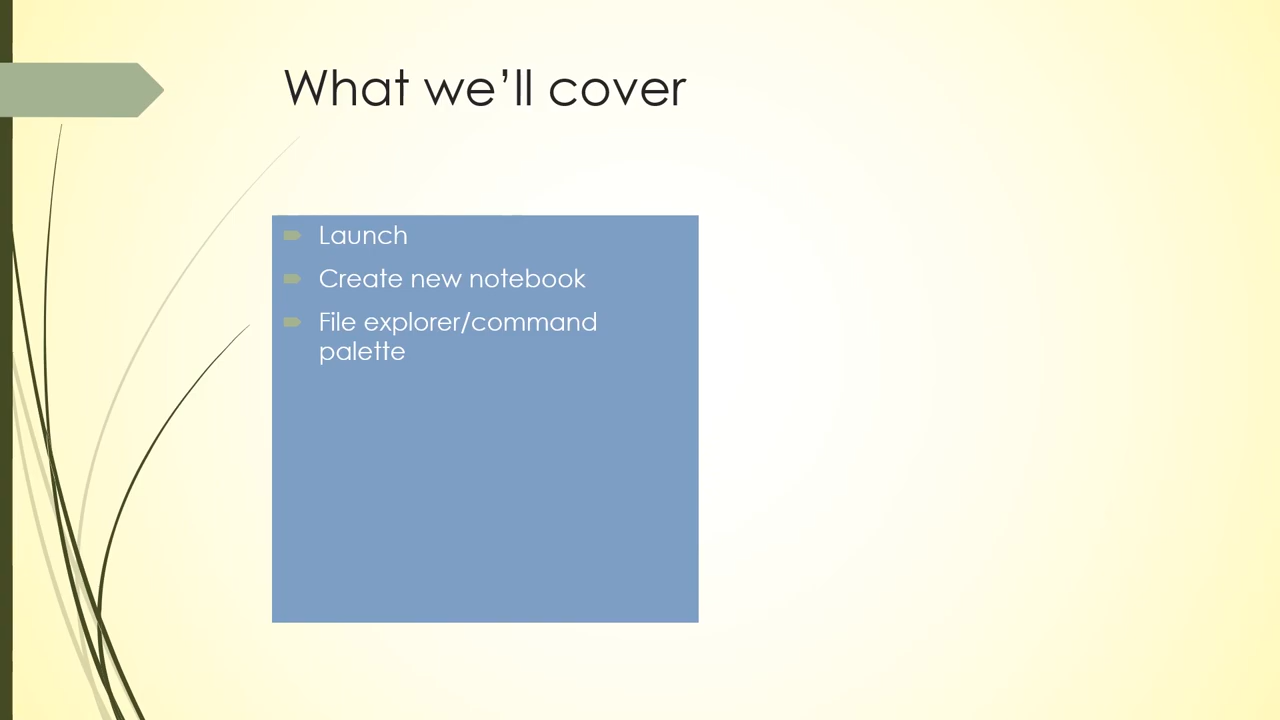 What we’ll cover
Launch
Create new notebook
File explorer/command
palette